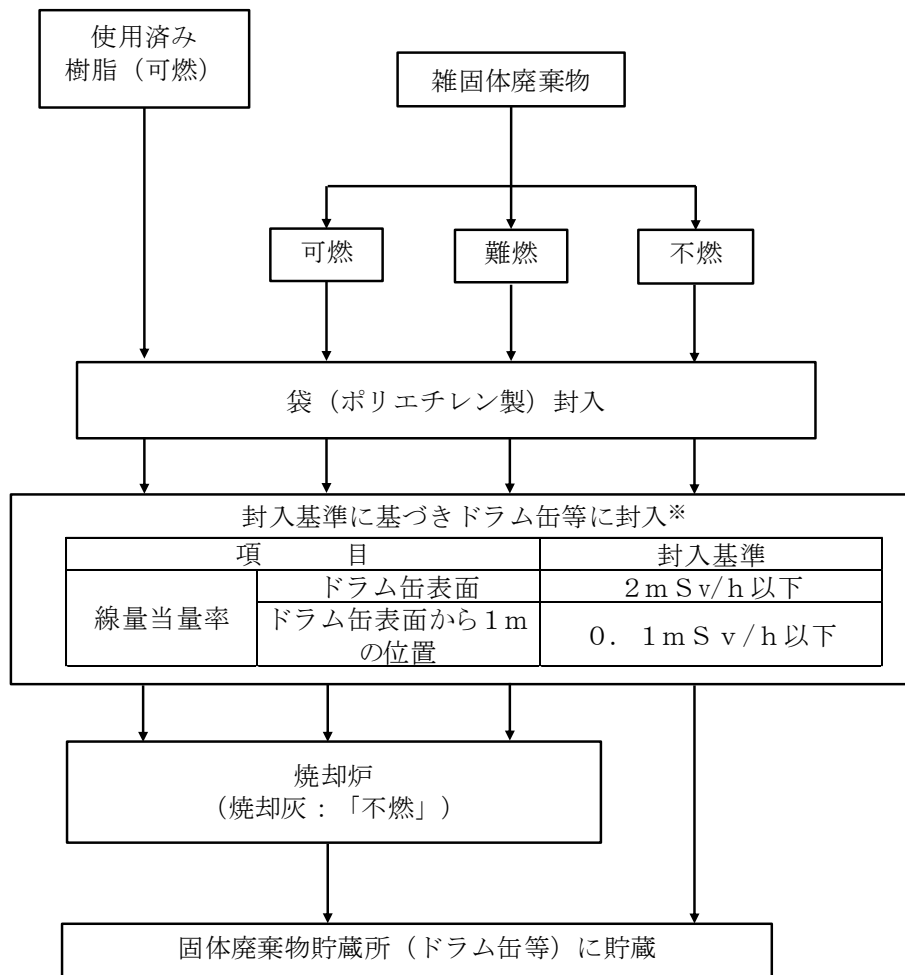 使用済み
樹脂（可燃）
雑固体廃棄物
可燃
難燃
不燃
袋（ポリエチレン製）封入
封入基準に基づきドラム缶等に封入※
項　　目
封入基準
線量当量率
ドラム缶表面
２ｍＳv/ｈ以下
ドラム缶表面から１ｍ
の位置
０．１ｍＳｖ/ｈ以下
焼却炉
（焼却灰：「不燃」）
固体廃棄物貯蔵所（ドラム缶等）に貯蔵